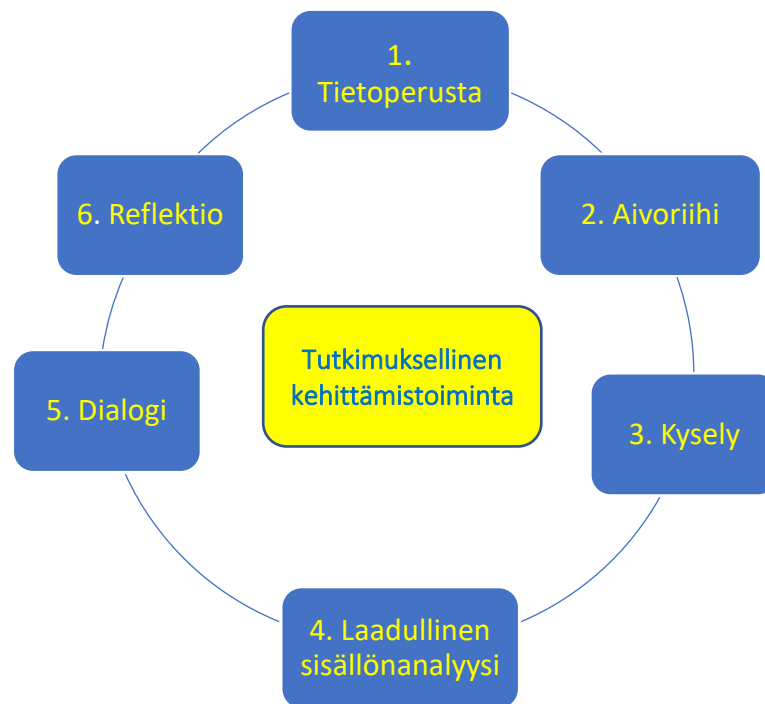 1.
Tietoperusta
2. Aivoriihi
3. Kysely
4. Laadullinen
sisällönanalyysi
5. Dialogi
6. Reflektio
Tutkimuksellinen
kehittämistoiminta